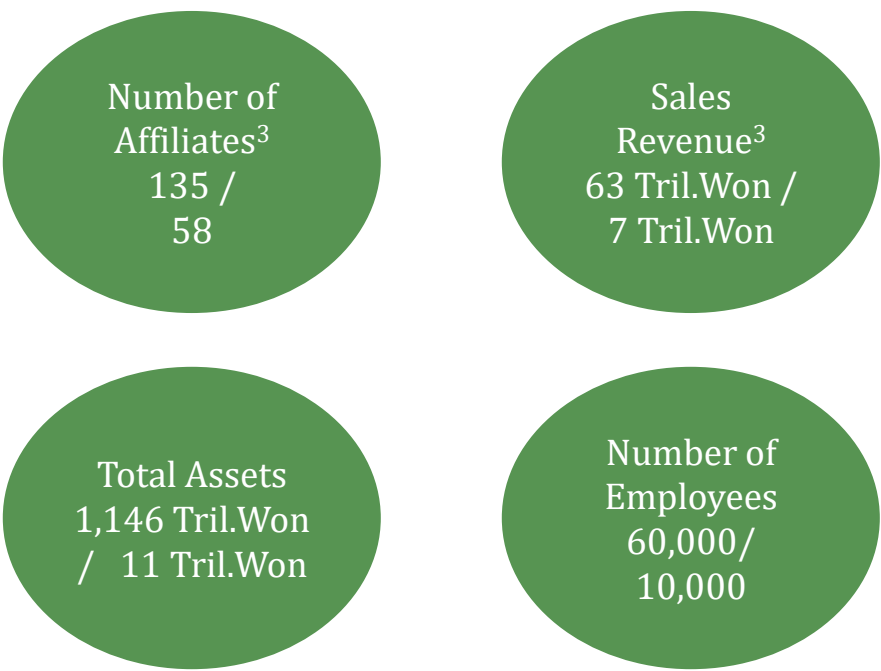 Number of
Affiliates³
135 /
58
Sales
Revenue³
63 Tril.Won /
7 Tril.Won
Total Assets
1,146 Tril.Won
/ 11 Tril.Won
Number of
Employees
60,000/
10,000